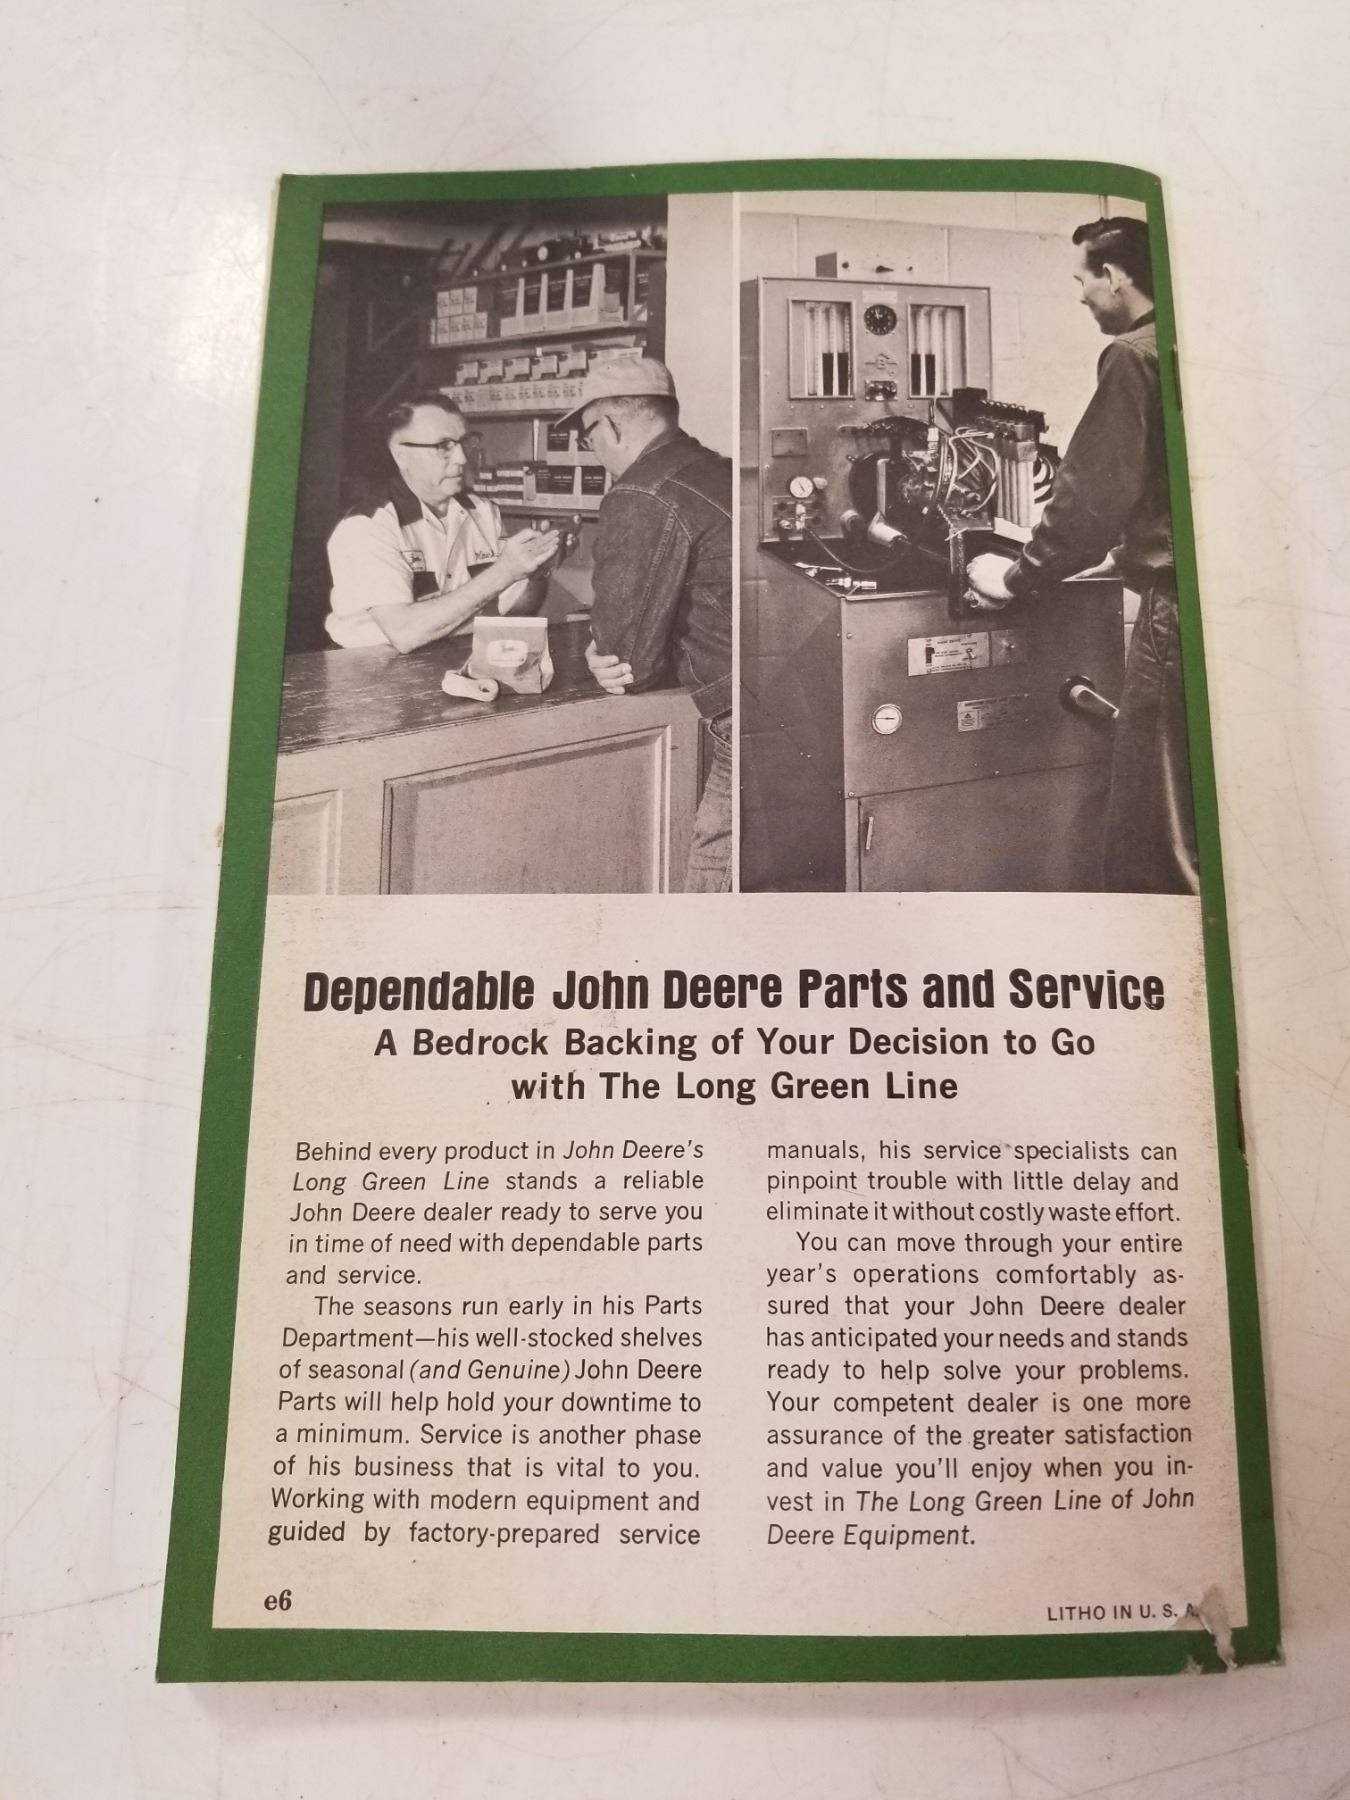 Dependable John Deere Parts and Service
A Bedrock Backing of Your Decision to Go
with The Long Green Line
Behind every product in John Deere's
Long Green Line stands a reliable
John Deere dealer ready to serve you
in time of need with dependable parts
and service.
The seasons run early in his Parts
Department—his well-stocked shelves
of seasonal (and Genuine) John Deere
Parts will help hold your downtime to
a minimum. Service is another phase
of his business that is vital to you.
Working with modern equipment and
guided by factory-prepared service
manuals, his service specialists can
pinpoint trouble with little delay and
eliminate it without costly waste effort.
You can move through your entire
year's operations comfortably as-
sured that your John Deere dealer
has anticipated your needs and stands
ready to help solve your problems.
Your competent dealer is one more
assurance of the greater satisfaction
and value you'll enjoy when you in-
vest in The Long Green Line of John
Deere Equipment.
e6
LITHO IN U. S. A.